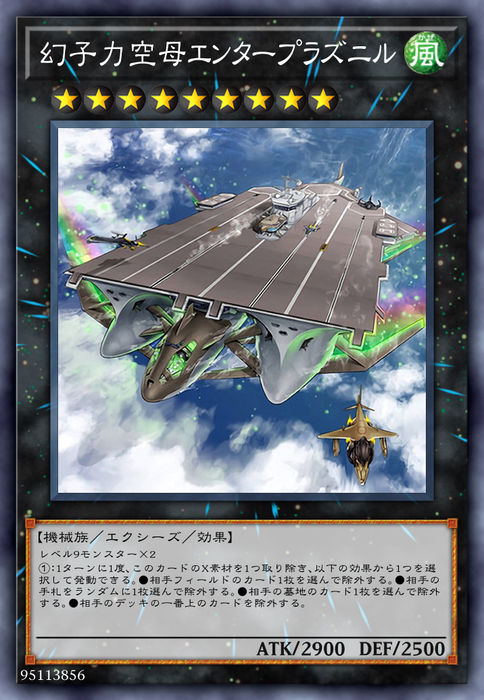 幻子力空母エンタープラズニル
かぜ
風
【機械族／エクシーズ／効果】
レベル9モンスター×2
①:1ターンに1度、このカードのX素材を1つ取り除き、以下の効果から1つを選
択して発動できる。●相手フィールドのカード1枚を選んで除外する。●相手の
手札をランダムに1枚選んで除外する。●相手の墓地のカード1枚を選んで除外
する。●相手のデッキの一番上のカードを除外する。
ATK/2900 DEF/2500
95113856